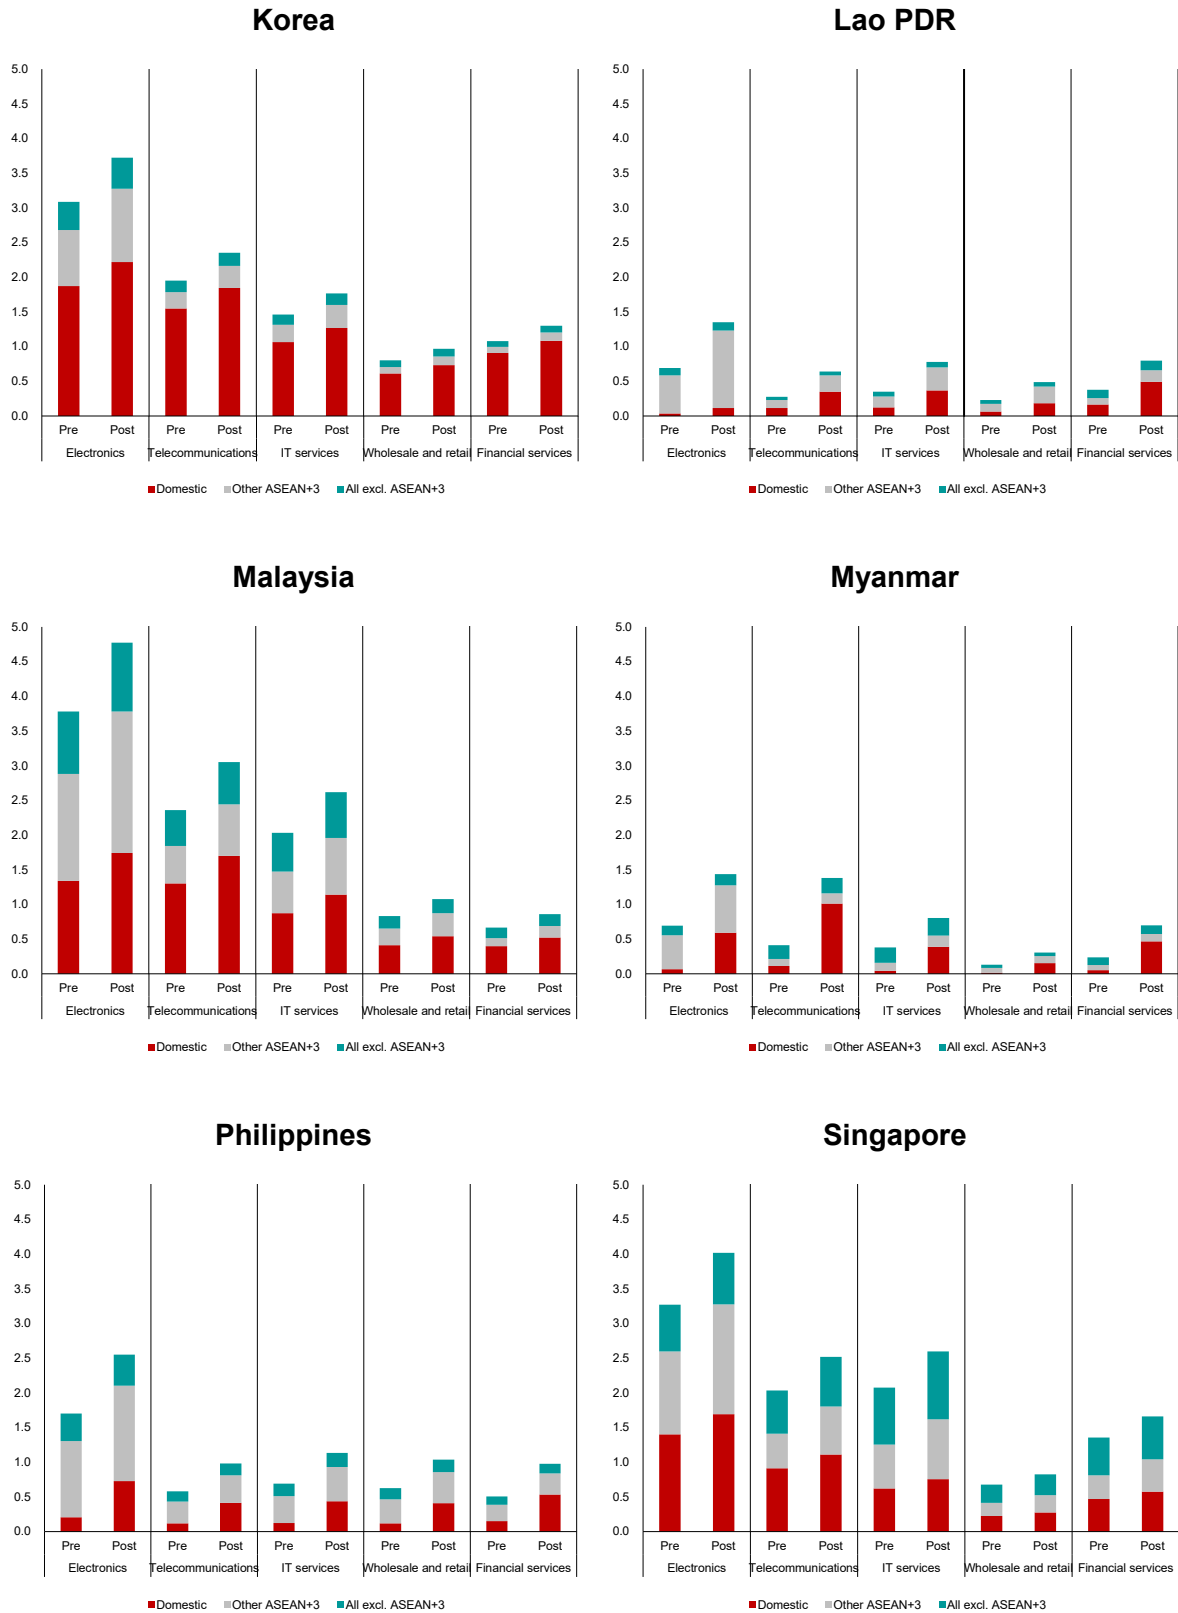 Korea
5.0
4.5
4.0
3.5
3.0
2.5
2.0
1.5
1.0
0.5
0.0
Pre Post Pre Post Pre Post Pre Post Pre Post
Electronics Telecommunications IT services Wholesale and retail Financial services
Domestic Other ASEAN+3 All excl. ASEAN+3
Lao PDR
5.0
4.5
4.0
3.5
3.0
2.5
2.0
1.5
1.0
0.5
0.0
Pre Post Pre Post Pre Post Pre Post Pre Post
Electronics Telecommunications IT services Wholesale and retail Financial services
Domestic Other ASEAN+3 All excl. ASEAN+3
Malaysia
5.0
4.5
4.0
3.5
3.0
2.5
2.0
1.5
1.0
0.5
0.0
Pre Post Pre Post Pre Post Pre Post Pre Post
Electronics Telecommunications IT services Wholesale and retail Financial services
Domestic Other ASEAN+3 All excl. ASEAN+3
Myanmar
5.0
4.5
4.0
3.5
3.0
2.5
2.0
1.5
1.0
0.5
0.0
Pre Post Pre Post Pre Post Pre Post Pre Post
Electronics Telecommunications IT services Wholesale and retail Financial services
Domestic Other ASEAN+3 All excl. ASEAN+3
Philippines
5.0
4.5
4.0
3.5
3.0
2.5
2.0
1.5
1.0
0.5
0.0
Pre Post Pre Post Pre Post Pre Post Pre Post
Electronics Telecommunications IT services Wholesale and retail Financial services
Domestic Other ASEAN+3 All excl. ASEAN+3
Singapore
5.0
4.5
4.0
3.5
3.0
2.5
2.0
1.5
1.0
0.5
0.0
Pre Post Pre Post Pre Post Pre Post Pre Post
Electronics Telecommunications IT services Wholesale and retail Financial services
Domestic Other ASEAN+3 All excl. ASEAN+3